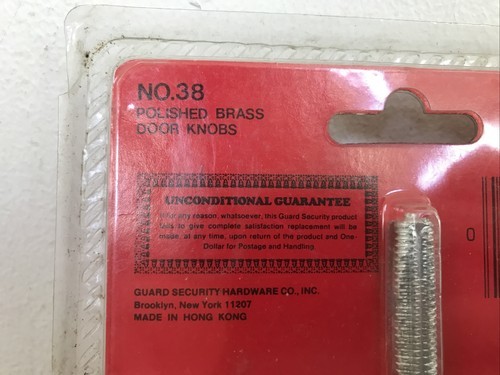 NO.38
POLISHED BRASS
DOOR KNOBS
UNCONDITIONAL GUARANTEE
If for any reason, whatsoever, this Guard Security product
fails to give complete satisfaction replacement will be
made, at any time, upon return of the product and One-
Dollar for Postage and Handling.
GUARD SECURITY HARDWARE CO., INC.
Brooklyn, New York 11207
MADE IN HONG KONG
0